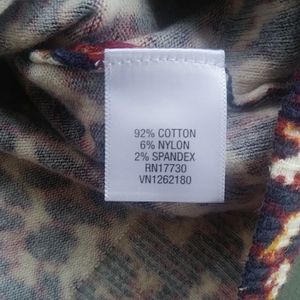 92% COTTON
6% NYLON
2% SPANDEX
RN17730
VN1262180